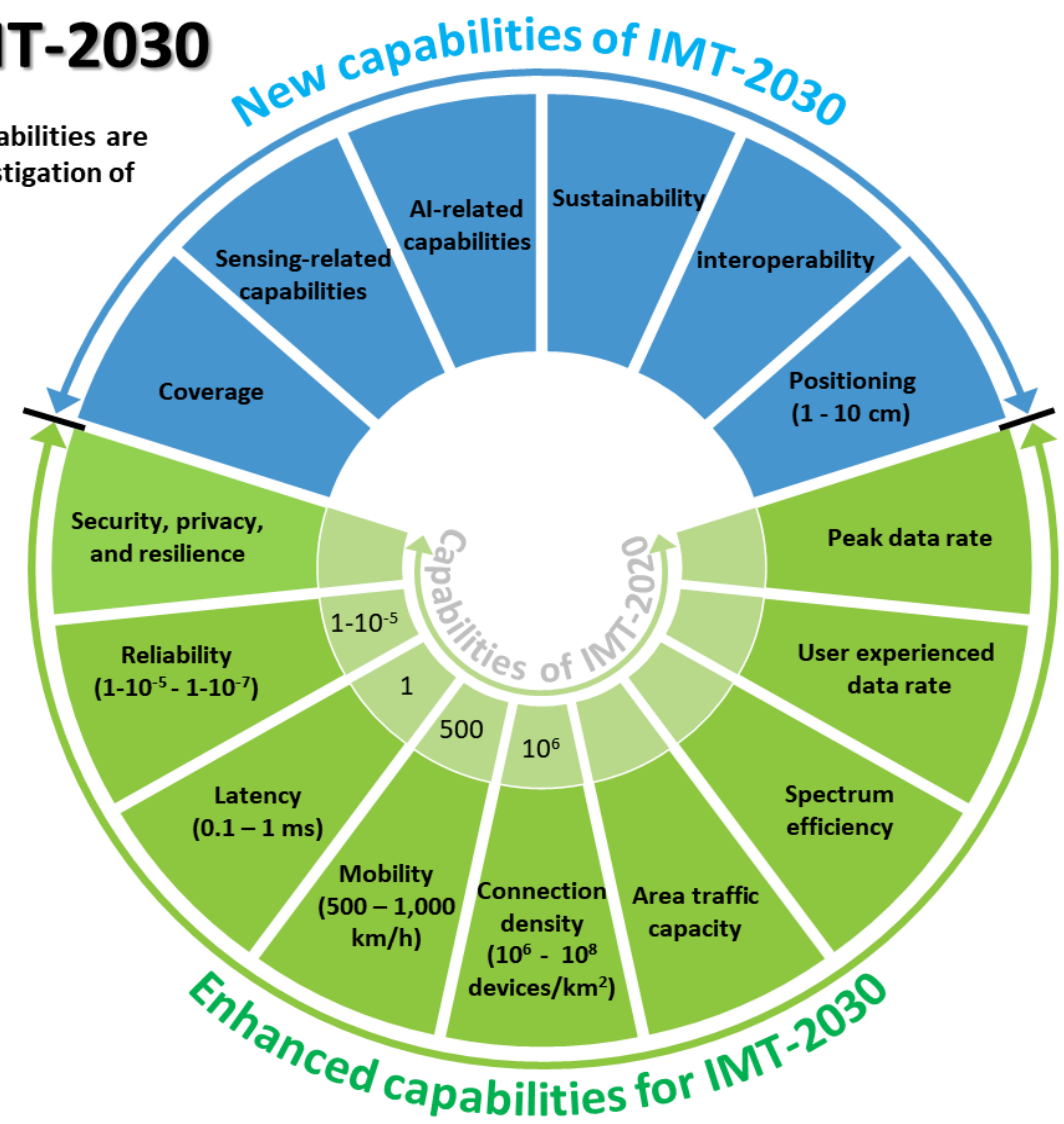 MT-2030
abilities are
stigation of
New capabilities of IMT-2030
Coverage
Sensing-related
capabilities
AI-related
capabilities
Sustainability
interoperability
Positioning
(1 - 10 cm)
Security, privacy,
and resilience
Reliability
(1-10⁻⁵ - 1-10⁻⁷)
Latency
(0.1 – 1 ms)
Mobility
(500 – 1,000
km/h)
Connection
density
(10⁶ - 10⁸
devices/km²)
Area traffic
capacity
Spectrum
efficiency
User experienced
data rate
Peak data rate
1-10⁻⁵
1
500
10⁶
Capabilities of IMT-2020
Enhanced capabilities for IMT-2030